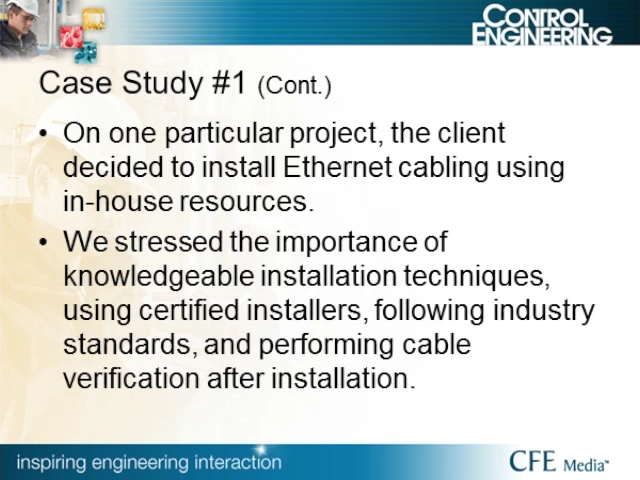 CONTROL
ENGINEERING
Case Study #1 (Cont.)
• On one particular project, the client
decided to install Ethernet cabling using
in-house resources.
• We stressed the importance of
knowledgeable installation techniques,
using certified installers, following industry
standards, and performing cable
verification after installation.
inspiring engineering interaction
CFE Media™